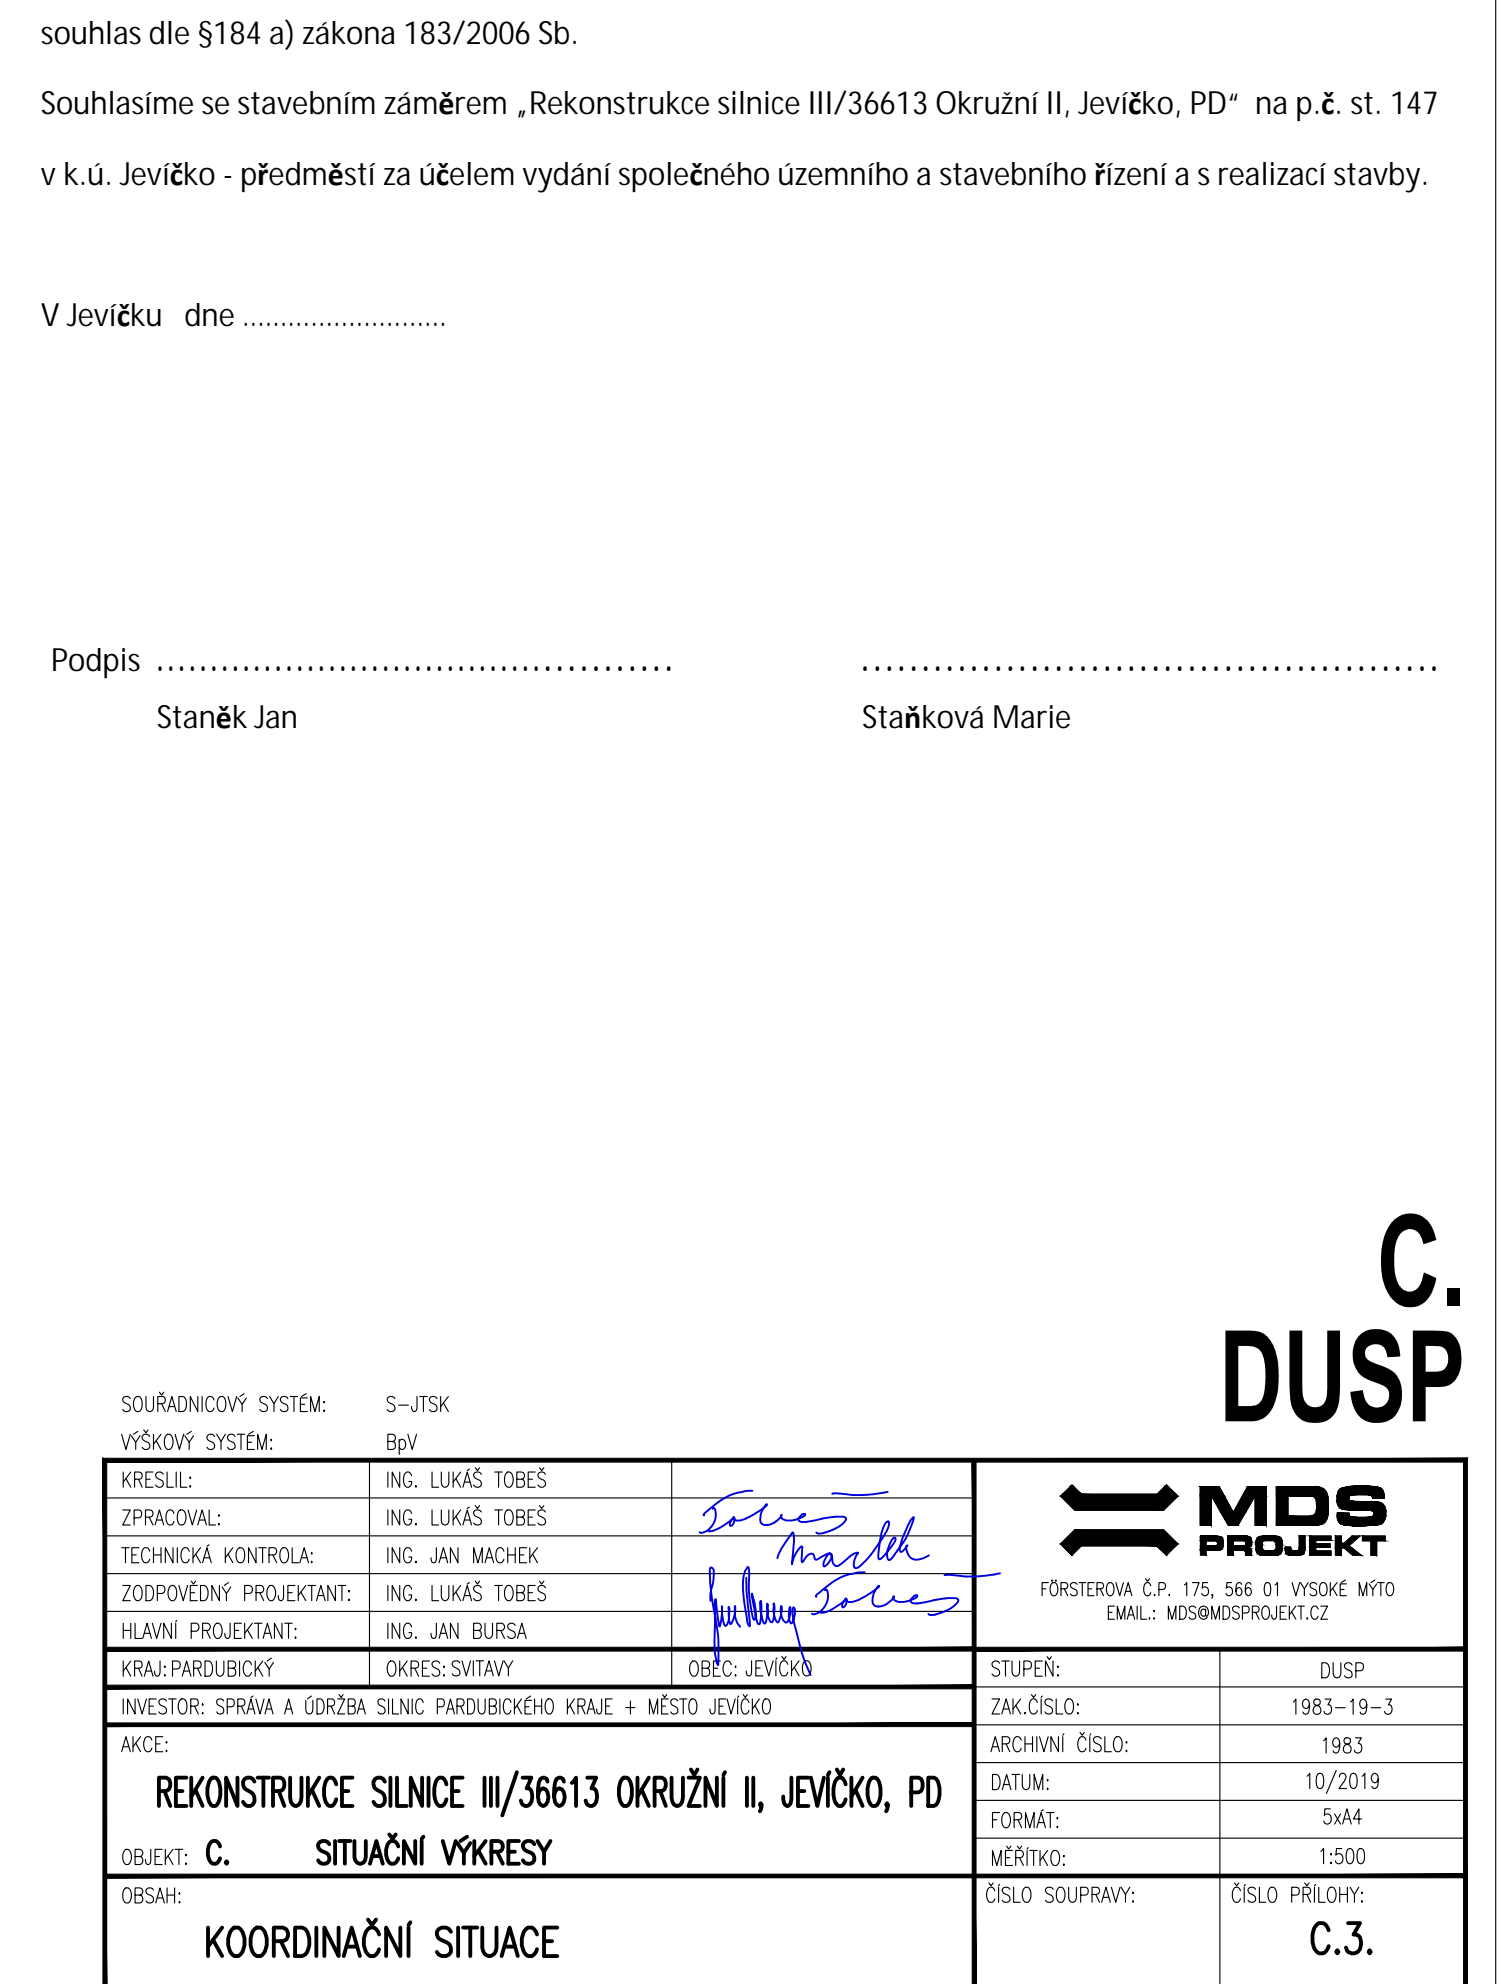 souhlas dle §184 a) zákona 183/2006 Sb.
Souhlasíme se stavebním záměrem „Rekonstrukce silnice III/36613 Okružní II, Jevíčko, PD“ na p.č. st. 147
v k.ú. Jevíčko - předměstí za účelem vydání společného územního a stavebního řízení a s realizací stavby.
V Jevíčku dne ...........................
Podpis ................................................ ................................................
Staněk Jan Staňková Marie
C.
DUSP
SOUŘADNICOVÝ SYSTÉM: S-JTSK
VÝŠKOVÝ SYSTÉM: BpV
KRESLIL: ING. LUKÁŠ TOBEŠ
ZPRACOVAL: ING. LUKÁŠ TOBEŠ Tobeš
TECHNICKÁ KONTROLA: ING. JAN MACHEK Machek
ZODPOVĚDNÝ PROJEKTANT: ING. LUKÁŠ TOBEŠ Tobeš
HLAVNÍ PROJEKTANT: ING. JAN BURSA
MDS
PROJEKT
FÖRSTEROVA Č.P. 175, 566 01 VYSOKÉ MÝTO
EMAIL.: MDS@MDSPROJEKT.CZ
KRAJ: PARDUBICKÝ OKRES: SVITAVY OBEC: JEVÍČKO
INVESTOR: SPRÁVA A ÚDRŽBA SILNIC PARDUBICKÉHO KRAJE + MĚSTO JEVÍČKO
AKCE:
REKONSTRUKCE SILNICE III/36613 OKRUŽNÍ II, JEVÍČKO, PD
OBJEKT: C. SITUAČNÍ VÝKRESY
OBSAH:
KOORDINAČNÍ SITUACE
STUPEŇ: DUSP
ZAK.ČÍSLO: 1983-19-3
ARCHIVNÍ ČÍSLO: 1983
DATUM: 10/2019
FORMÁT: 5xA4
MĚŘÍTKO: 1:500
ČÍSLO SOUPRAVY: ČÍSLO PŘÍLOHY:
C.3.